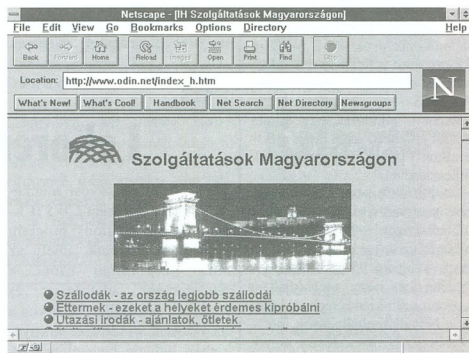 Netscape - [IH Szolgáltatások Magyarországon]
File Edit View Go Bookmarks Options Directory Help
Back Forward Home Reload Images Open Print Find Stop
Location: http://www.odin.net/index_h.htm
What's New! What's Cool! Handbook Net Search Net Directory Newsgroups
N
Szolgáltatások Magyarországon
Szállodák - az ország legjobb szállodái
Éttermek - ezeket a helyeket érdemes kipróbálni
Utazási irodák - ajánlatok, ötletek